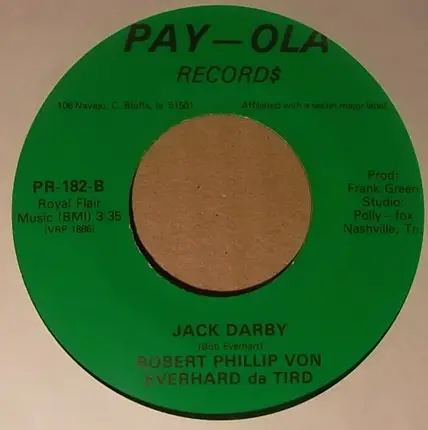 PAY—OLA
RECORD$
106 Navajo, C. Bluffs, Ia. 51501
Affiliated with a secret major label
PR-182-B
Royal Flair
Music (BMI) 3:35
(VRP 1886)
Prod:
Frank Green
Studio:
Polly-fox
Nashville, Tn
JACK DARBY
(Bob Everhart)
ROBERT PHILLIP VON
EVERHARD da TIRD